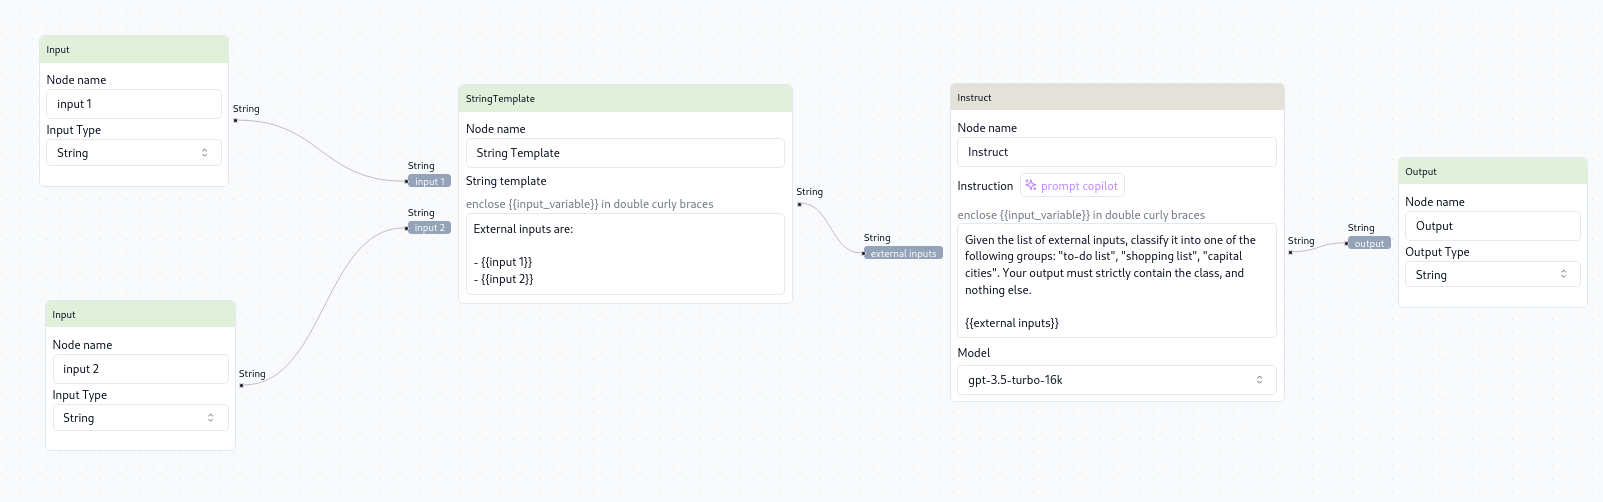 Input
Node name
input 1
Input Type
String
String
Input
Node name
input 2
Input Type
String
String
String
input 1
String
input 2
StringTemplate
Node name
String Template
String template
enclose {{input_variable}} in double curly braces
External inputs are:
- {{input 1}}
- {{input 2}}
String
String
external inputs
Instruct
Node name
Instruct
Instruction
prompt copilot
enclose {{input_variable}} in double curly braces
Given the list of external inputs, classify it into one of the
following groups: "to-do list", "shopping list", "capital
cities". Your output must strictly contain the class, and
nothing else.
{{external inputs}}
Model
gpt-3.5-turbo-16k
String
String
output
Output
Node name
Output
Output Type
String